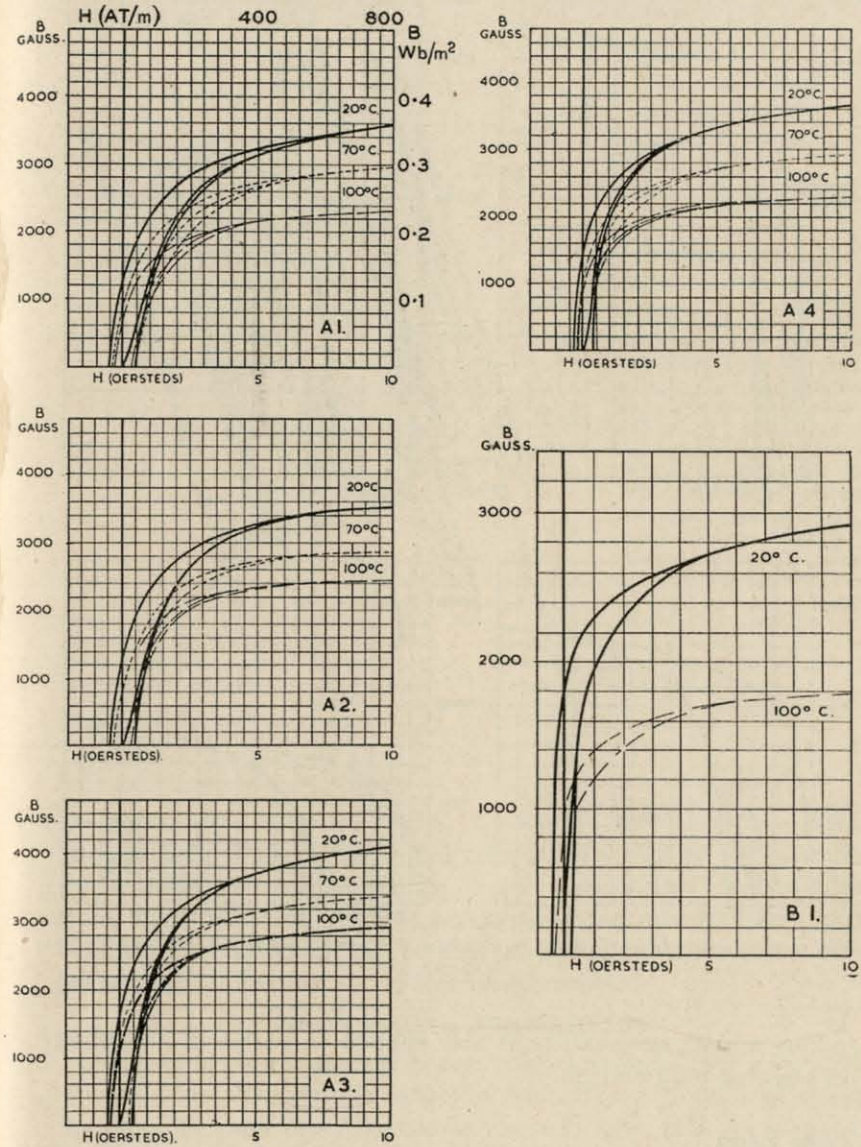 H (AT/m) 400 800
B
GAUSS.
B
Wb/m²
4000
3000
2000
1000
0·4
0·3
0·2
0·1
20°C.
70°C.
100°C
A1.
H (OERSTEDS) 5 10
B
GAUSS
4000
3000
2000
1000
20°C
70°C
100°C
A2.
H (OERSTEDS). 5 10
B
GAUSS.
4000
3000
2000
1000
20°C.
70°C
100°C
A3.
H (OERSTEDS). 5 10
B
GAUSS
4000
3000
2000
1000
20°C.
70°C
100°C
A4
H (OERSTEDS) 5 10
B
GAUSS.
3000
2000
1000
20°C.
100°C.
B1.
H (OERSTEDS) 5 10